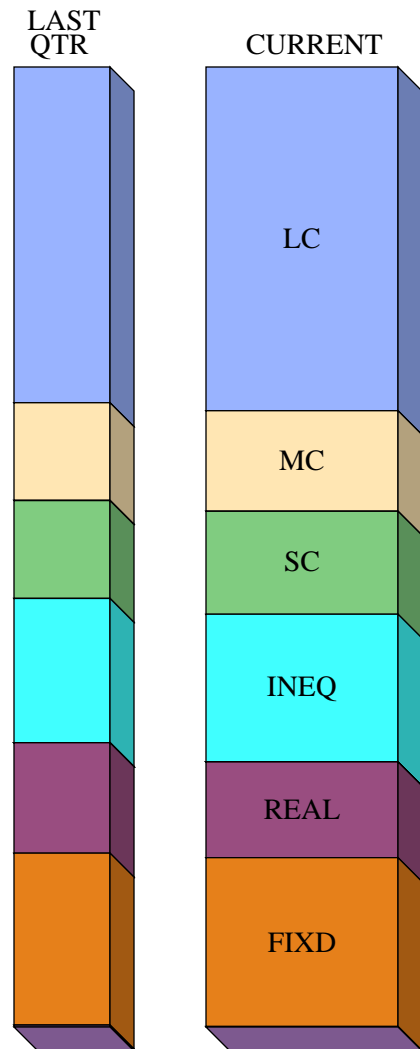 LAST
QTR
CURRENT
LC
MC
SC
INEQ
REAL
FIXD